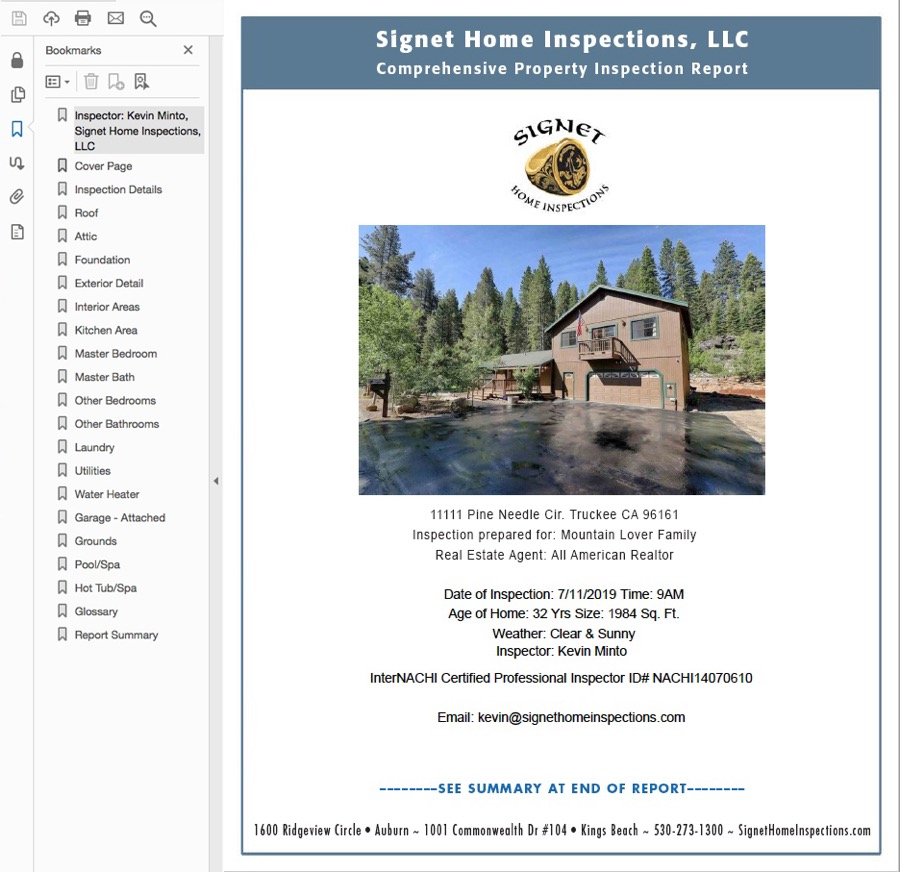 Bookmarks
Inspector: Kevin Minto,
Signet Home Inspections,
LLC
Cover Page
Inspection Details
Roof
Attic
Foundation
Exterior Detail
Interior Areas
Kitchen Area
Master Bedroom
Master Bath
Other Bedrooms
Other Bathrooms
Laundry
Utilities
Water Heater
Garage - Attached
Grounds
Pool/Spa
Hot Tub/Spa
Glossary
Report Summary
Signet Home Inspections, LLC
Comprehensive Property Inspection Report
SIGNET
HOME INSPECTIONS
11111 Pine Needle Cir. Truckee CA 96161
Inspection prepared for: Mountain Lover Family
Real Estate Agent: All American Realtor
Date of Inspection: 7/11/2019 Time: 9AM
Age of Home: 32 Yrs Size: 1984 Sq. Ft.
Weather: Clear & Sunny
Inspector: Kevin Minto
InterNACHI Certified Professional Inspector ID# NACHI14070610
Email: kevin@signethomeinspections.com
--------SEE SUMMARY AT END OF REPORT--------
1600 Ridgeview Circle • Auburn ~ 1001 Commonwealth Dr #104 • Kings Beach ~ 530-273-1300 ~ SignetHomeInspections.com